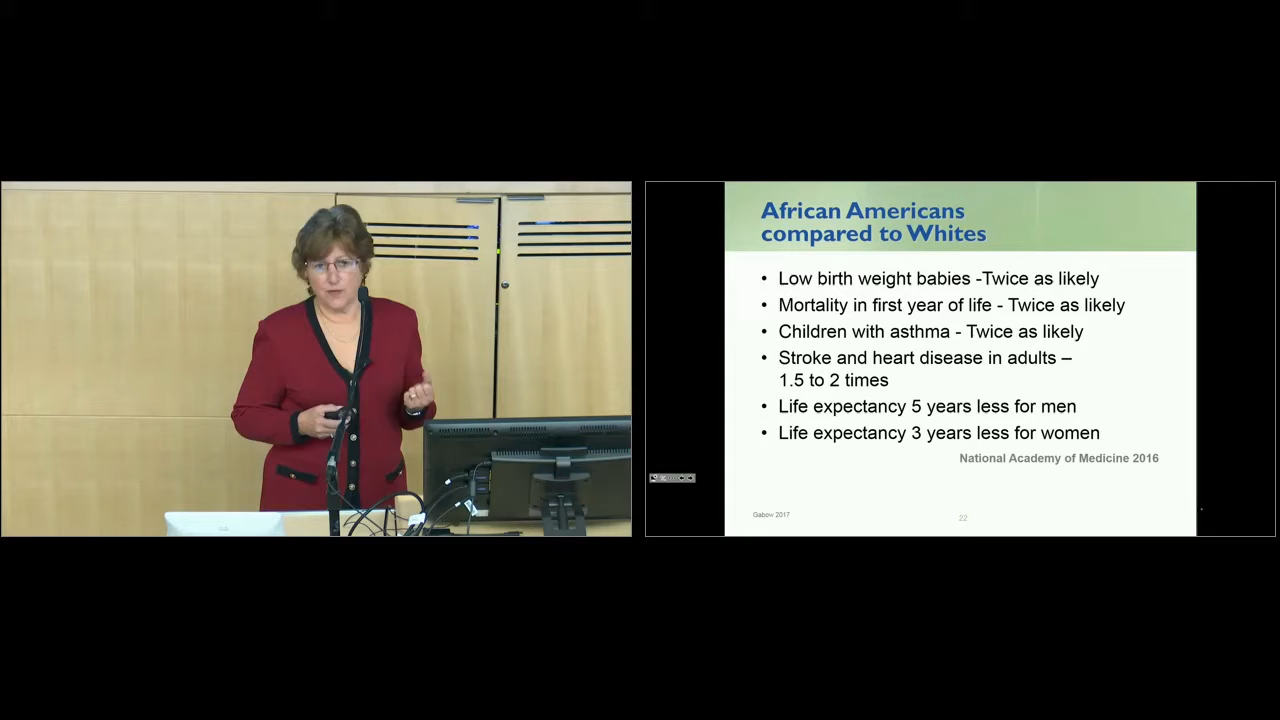 African Americans
compared to Whites
• Low birth weight babies -Twice as likely
• Mortality in first year of life - Twice as likely
• Children with asthma - Twice as likely
• Stroke and heart disease in adults –
1.5 to 2 times
• Life expectancy 5 years less for men
• Life expectancy 3 years less for women
National Academy of Medicine 2016
Gabow 2017
22